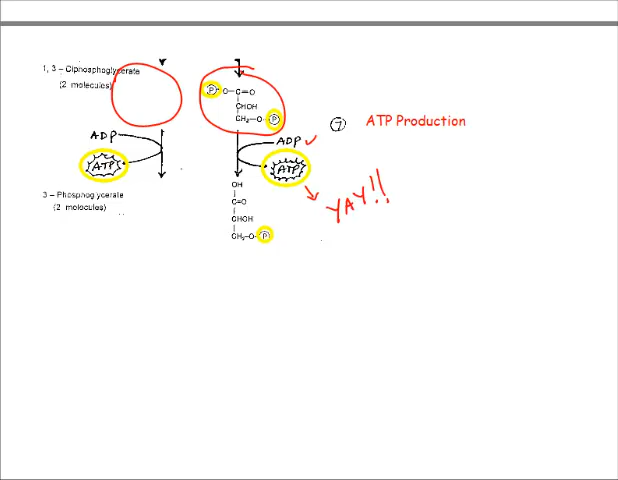 1, 3 – Cipnosphoglycerate
(2 molecules)
P O–C=O
CHOH
CH₂–O– P
7 ATP Production
ADP
ADP
ATP
ATP
YAY!!
3 – Phosphoglycerate
(2 molecules)
OH
C=O
CHOH
CH₂–O– P